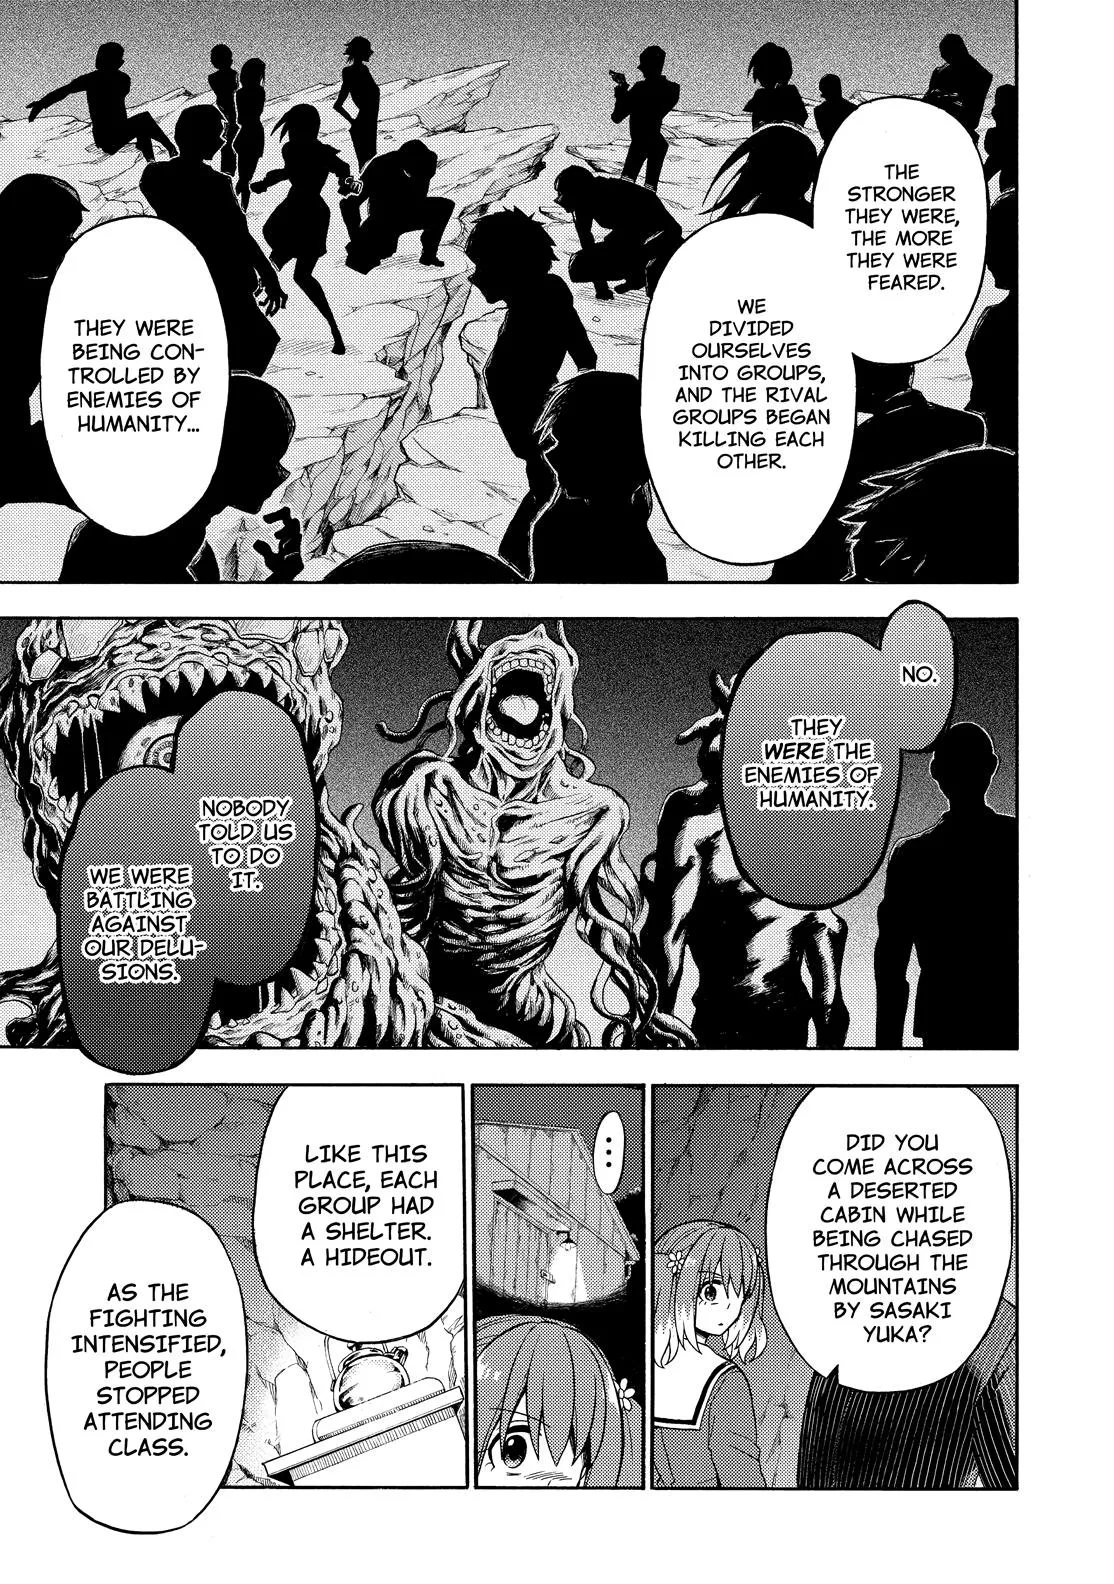 THE
STRONGER
THEY WERE,
THE MORE
THEY WERE
FEARED.
WE
DIVIDED
OURSELVES
INTO GROUPS,
AND THE RIVAL
GROUPS BEGAN
KILLING EACH
OTHER.
THEY WERE
BEING CON-
TROLLED BY
ENEMIES OF
HUMANITY...
NO.
THEY
WERE THE
ENEMIES OF
HUMANITY.
NOBODY
TOLD US
TO DO
IT.
WE WERE
BATTLING
AGAINST
OUR DELU-
SIONS.
DID YOU
COME ACROSS
A DESERTED
CABIN WHILE
BEING CHASED
THROUGH THE
MOUNTAINS
BY SASAKI
YUKA?
...
LIKE THIS
PLACE, EACH
GROUP HAD
A SHELTER.
A HIDEOUT.
AS THE
FIGHTING
INTENSIFIED,
PEOPLE
STOPPED
ATTENDING
CLASS.